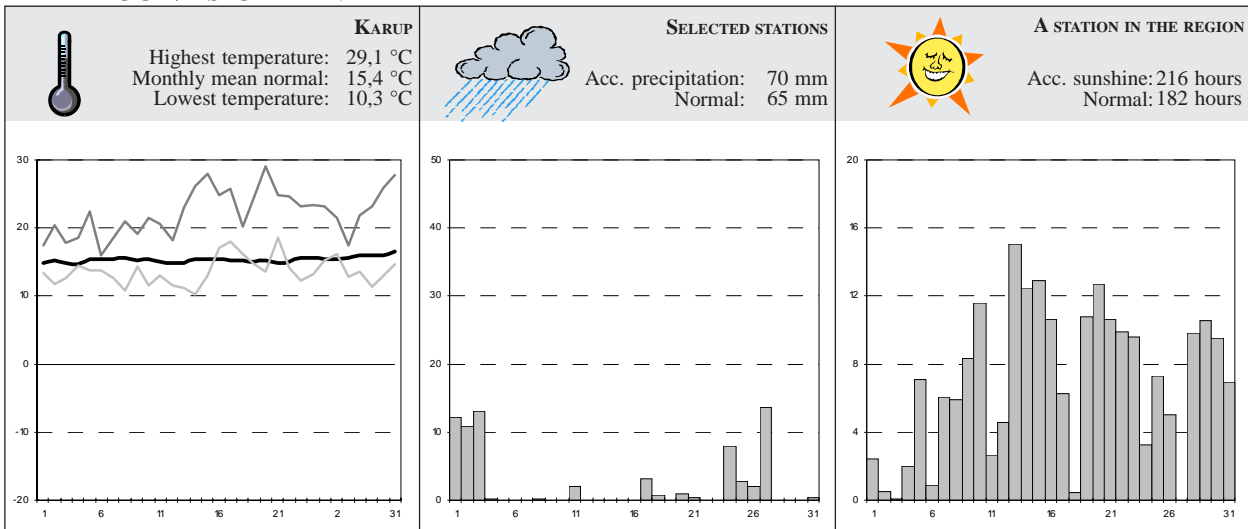 KARUP
Highest temperature: 29,1 °C
Monthly mean normal: 15,4 °C
Lowest temperature: 10,3 °C
SELECTED STATIONS
Acc. precipitation: 70 mm
Normal: 65 mm
A STATION IN THE REGION
Acc. sunshine: 216 hours
Normal: 182 hours
30
20
10
0
-10
-20
1 6 11 16 21 2 31
50
40
30
20
10
0
1 6 11 16 21 26 31
20
16
12
8
4
0
1 6 11 16 21 26 31